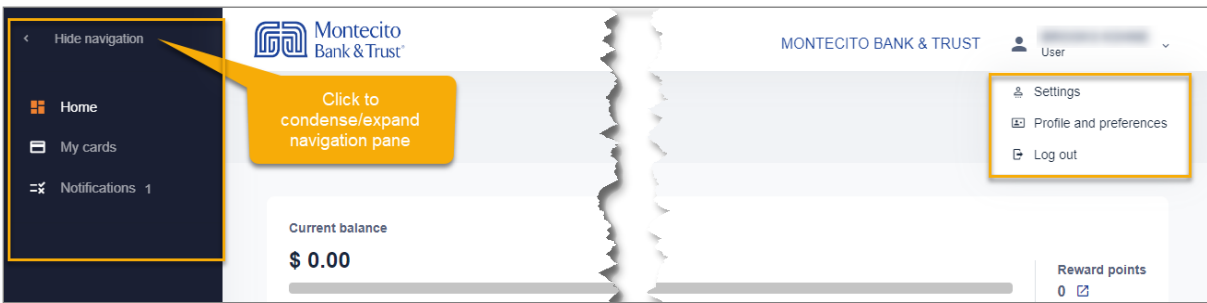 Hide navigation
Home
My cards
Notifications 1
Montecito
Bank & Trust
Click to
condense/expand
navigation pane
MONTECITO BANK & TRUST
User
Settings
Profile and preferences
Log out
Current balance
$ 0.00
Reward points
0